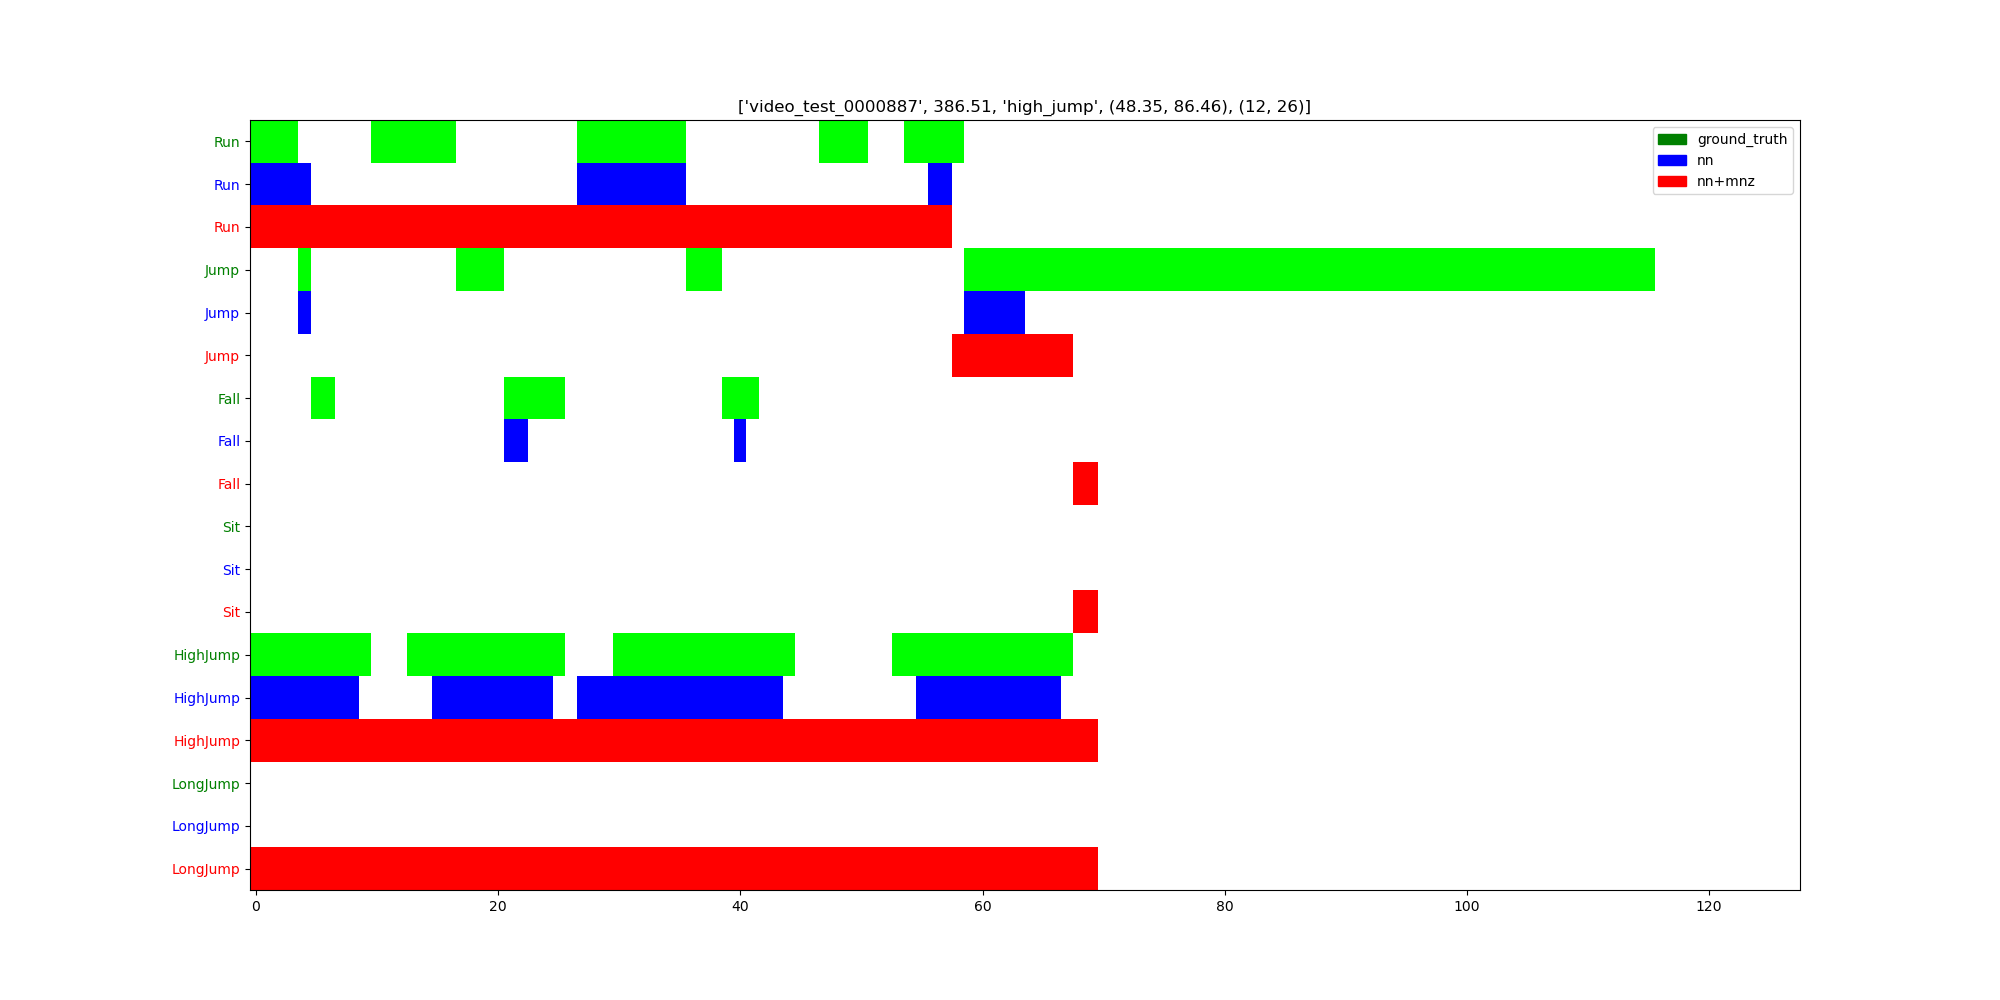 ['video_test_0000887', 386.51, 'high_jump', (48.35, 86.46), (12, 26)]
ground_truth
nn
nn+mnz
Run
Run
Run
Jump
Jump
Jump
Fall
Fall
Fall
Sit
Sit
Sit
HighJump
HighJump
HighJump
LongJump
LongJump
LongJump
0 20 40 60 80 100 120